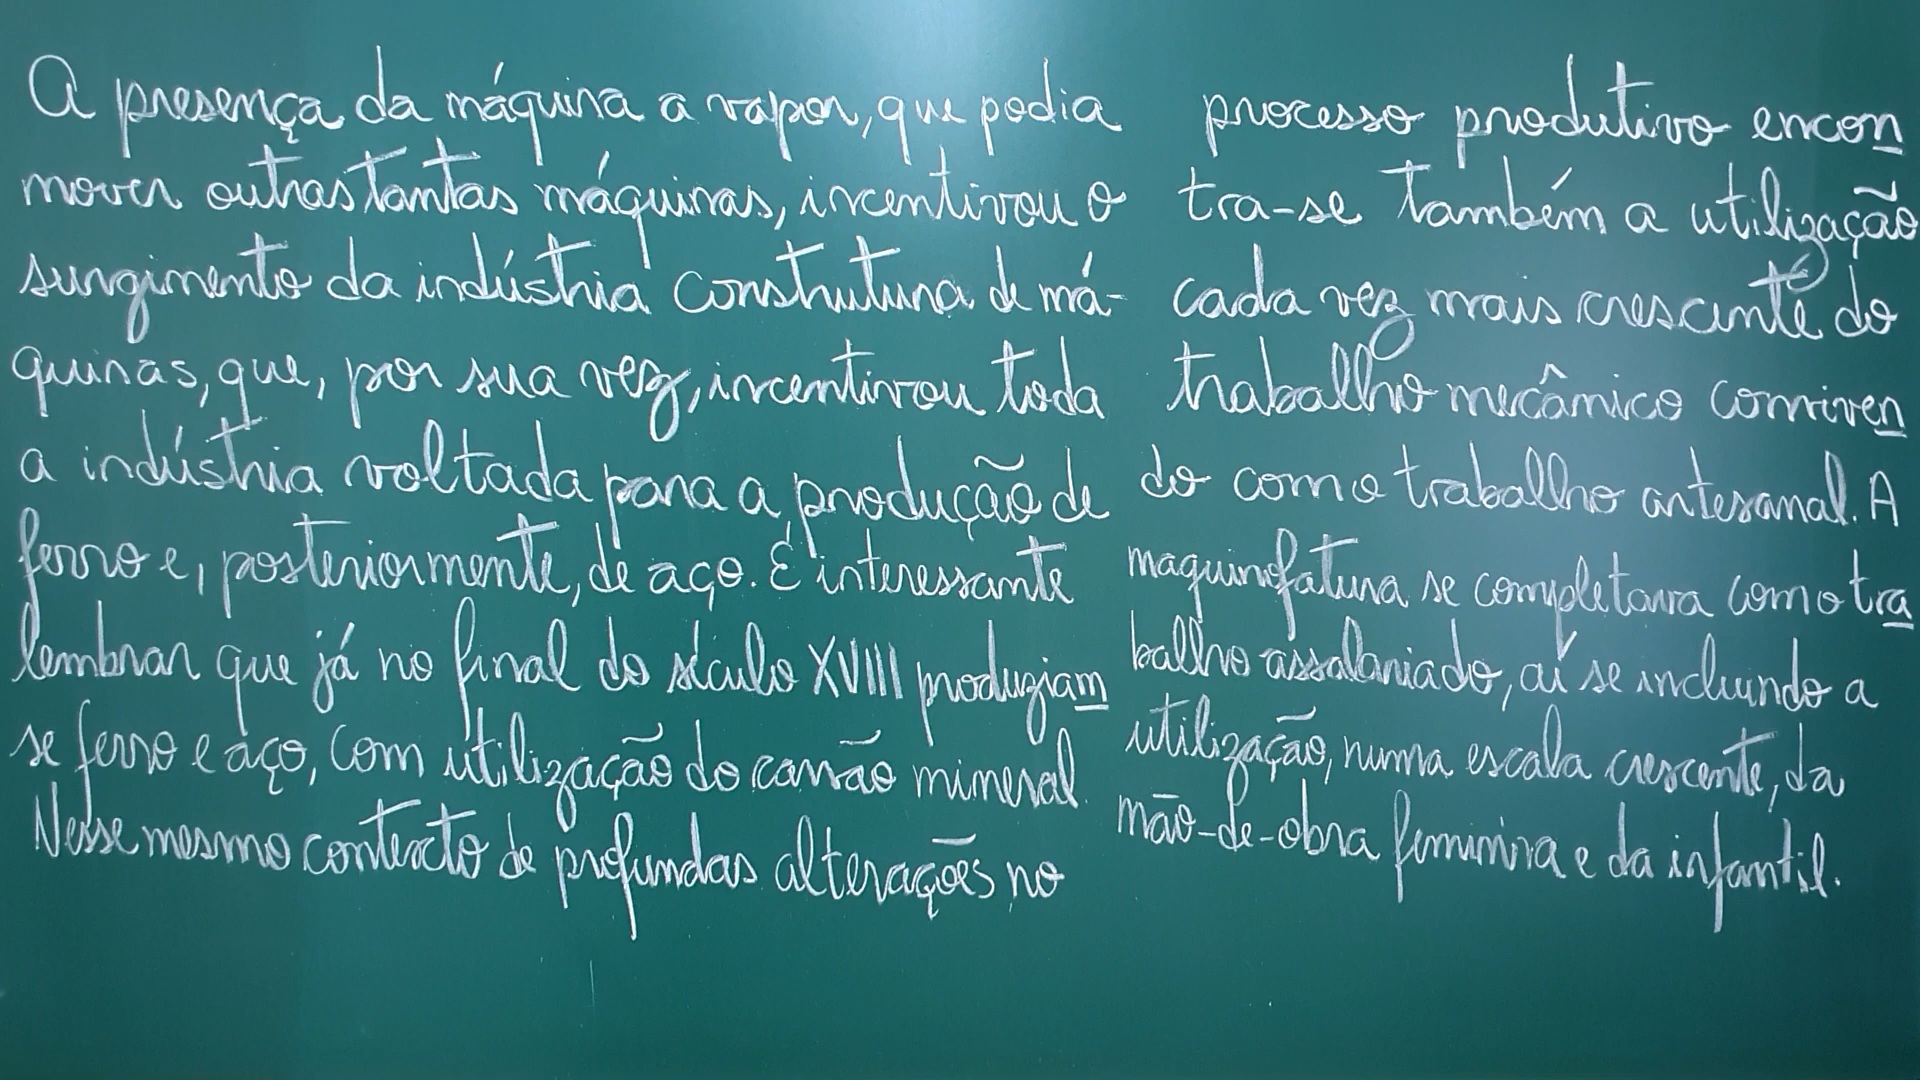 A presença da máquina a vapor, que podia
mover outras tantas máquinas, incentivou o
surgimento da indústria construtura de má-
quinas, que, por sua vez, incentivou toda
a indústria voltada para a produção de
ferro e, posteriormente, de aço. É interessante
lembrar que já no final do século XVIII produziam
se ferro e aço, com utilização do carvão mineral.
Nesse mesmo contexto de profundas alterações no
processo produtivo encon
tra-se também a utilização
cada vez mais crescente do
trabalho mecânico conviven
do com o trabalho artesanal. A
maquinofatura se completava com o tra
balho assalariado, aí se incluindo a
utilização, numa escala crescente, da
mão-de-obra feminina e da infantil.